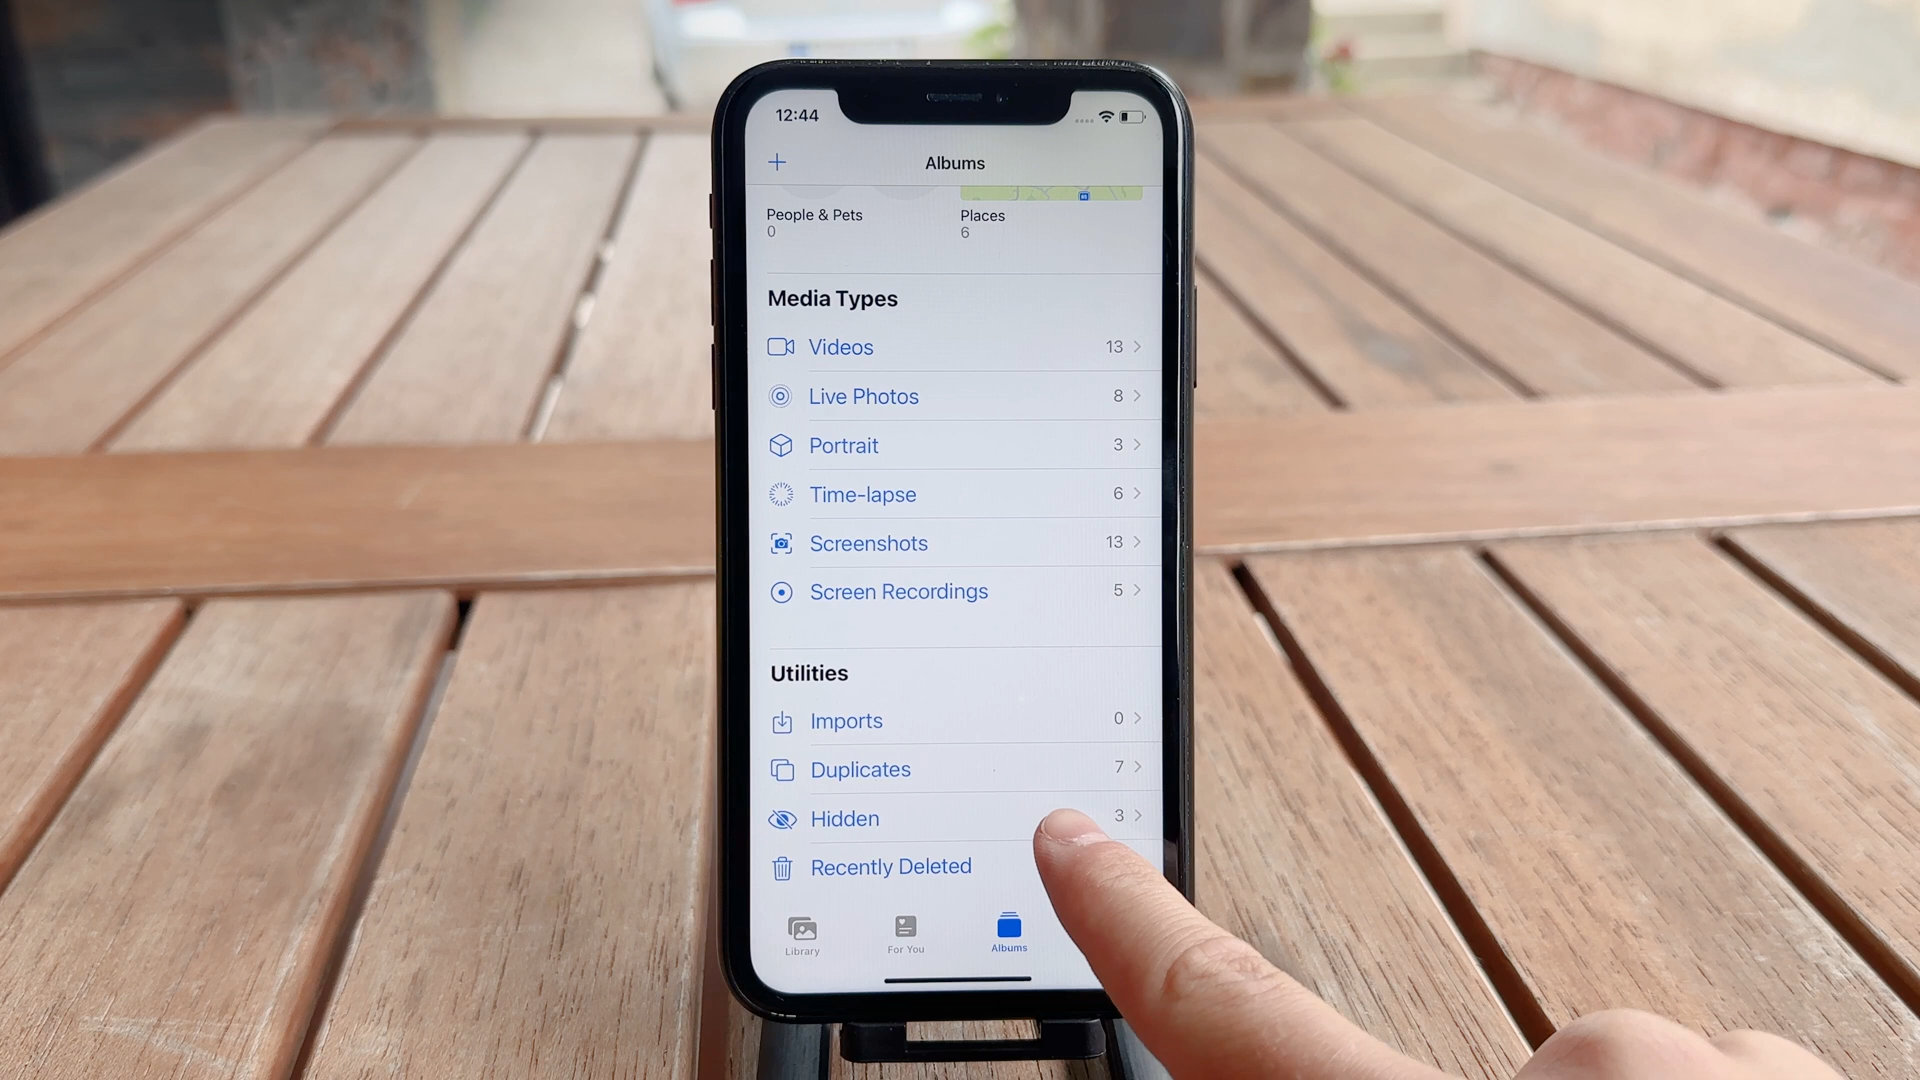 12:44
Albums
People & Pets
0
Places
6
Media Types
Videos 13
Live Photos 8
Portrait 3
Time-lapse 6
Screenshots 13
Screen Recordings 5
Utilities
Imports 0
Duplicates 7
Hidden 3
Recently Deleted
Library
For You
Albums